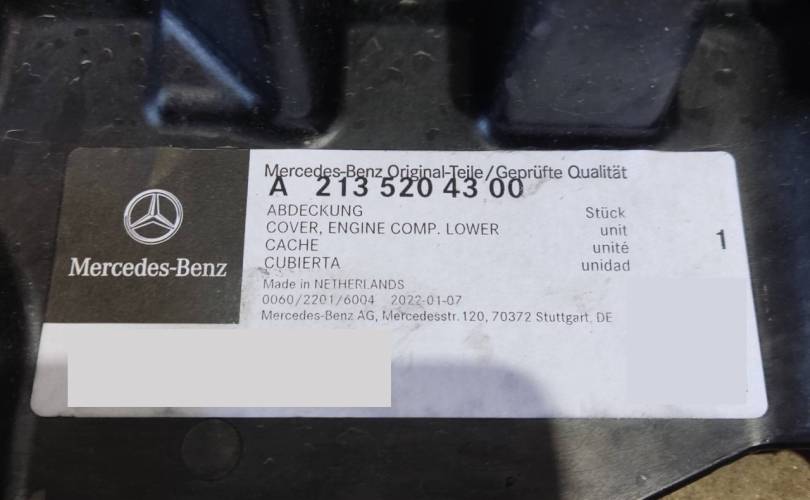 Mercedes-Benz
Mercedes-Benz Original-Teile/Geprüfte Qualität
A 213 520 43 00
ABDECKUNG Stück
COVER, ENGINE COMP. LOWER unit
CACHE unité 1
CUBIERTA unidad
Made in NETHERLANDS
0060/2201/6004 2022-01-07
Mercedes-Benz AG, Mercedesstr. 120, 70372 Stuttgart, DE